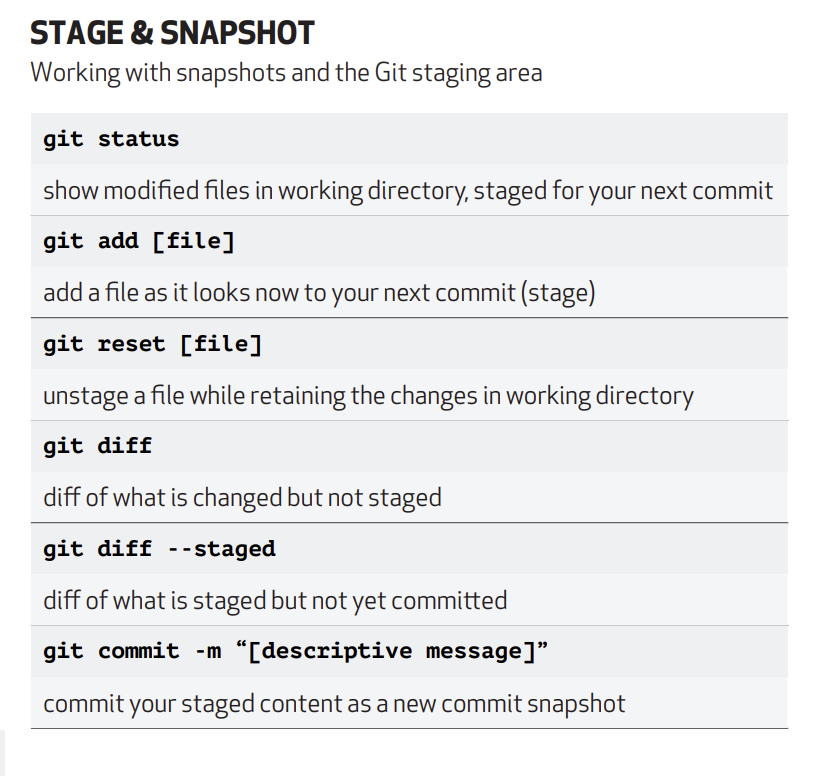 STAGE & SNAPSHOT
Working with snapshots and the Git staging area
git status
show modified files in working directory, staged for your next commit
git add [file]
add a file as it looks now to your next commit (stage)
git reset [file]
unstage a file while retaining the changes in working directory
git diff
diff of what is changed but not staged
git diff --staged
diff of what is staged but not yet committed
git commit -m “[descriptive message]”
commit your staged content as a new commit snapshot